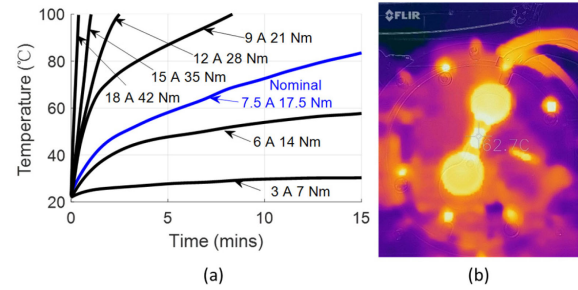 100
80
60
40
20
Temperature (℃)
9 A 21 Nm
12 A 28 Nm
15 A 35 Nm
18 A 42 Nm
Nominal
7.5 A 17.5 Nm
6 A 14 Nm
3 A 7 Nm
0
5
10
15
Time (mins)
(a)
FLIR
62.7C
(b)